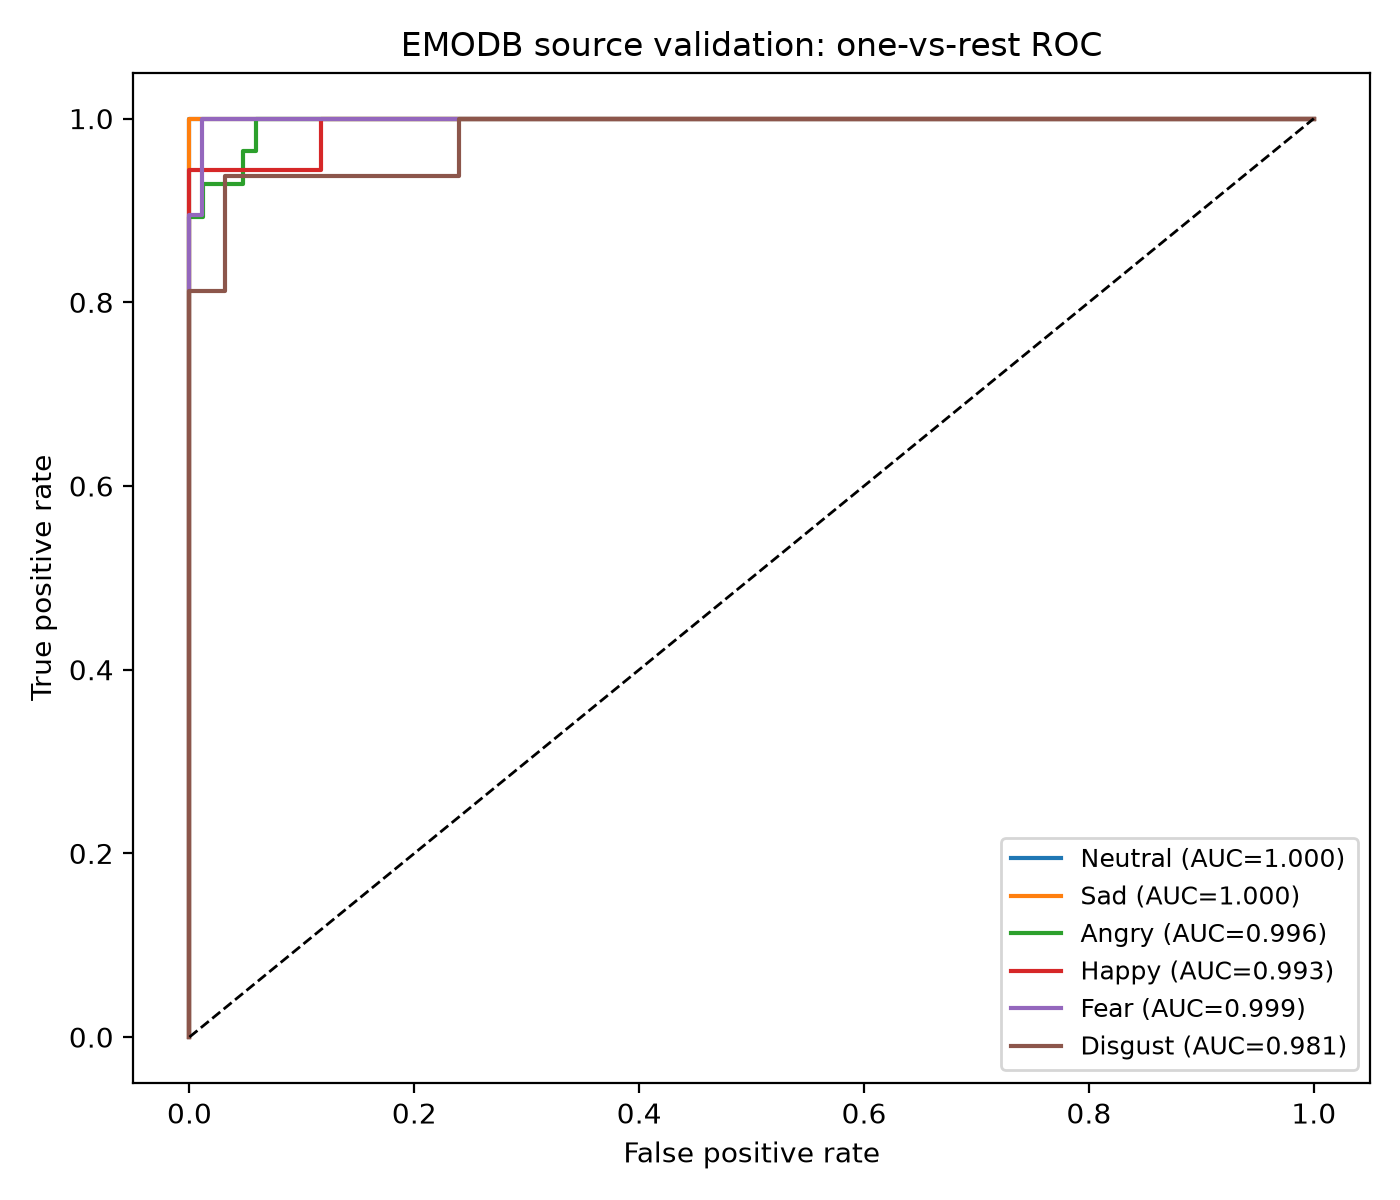 EMODB source validation: one-vs-rest ROC
True positive rate
1.0
0.8
0.6
0.4
0.2
0.0
0.0 0.2 0.4 0.6 0.8 1.0
False positive rate
Neutral (AUC=1.000)
Sad (AUC=1.000)
Angry (AUC=0.996)
Happy (AUC=0.993)
Fear (AUC=0.999)
Disgust (AUC=0.981)